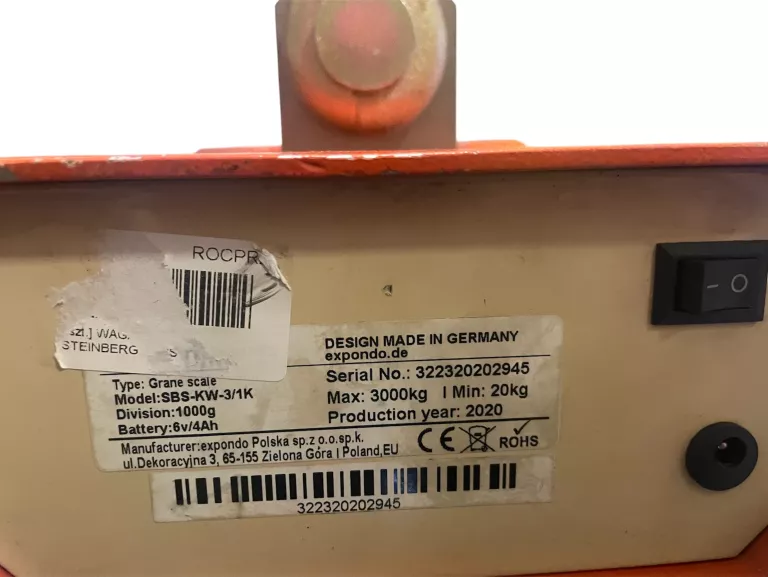 ROCPR
szt.] WAG
STEINBERG S
DESIGN MADE IN GERMANY
expondo.de
Type: Grane scale
Model:SBS-KW-3/1K
Division:1000g
Battery:6v/4Ah
Serial No.: 322320202945
Max: 3000kg I Min: 20kg
Production year: 2020
Manufacturer:expondo Polska sp.z o.o.sp.k.
ul.Dekoracyjna 3, 65-155 Zielona Góra I Poland,EU
CE
ROHS
322320202945